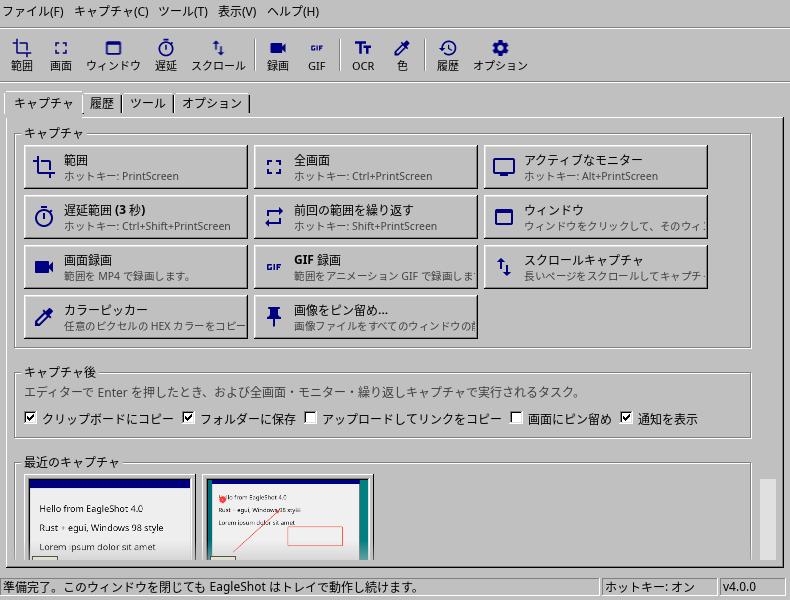 ファイル(F) キャプチャ(C) ツール(T) 表示(V) ヘルプ(H)
範囲 画面 ウィンドウ 遅延 スクロール 録画 GIF GIF OCR 色 履歴 オプション
キャプチャ 履歴 ツール オプション
キャプチャ
範囲
ホットキー: PrintScreen
全画面
ホットキー: Ctrl+PrintScreen
アクティブなモニター
ホットキー: Alt+PrintScreen
遅延範囲 (3 秒)
ホットキー: Ctrl+Shift+PrintScreen
前回の範囲を繰り返す
ホットキー: Shift+PrintScreen
ウィンドウ
ウィンドウをクリックして、そのウィ
画面録画
範囲を MP4 で録画します。
GIF
GIF 録画
範囲をアニメーション GIF で録画しま
スクロールキャプチャ
長いページをスクロールしてキャプチ
カラーピッカー
任意のピクセルの HEX カラーをコピー
画像をピン留め...
画像ファイルをすべてのウィンドウの
キャプチャ後
エディターで Enter を押したとき、および全画面・モニター・繰り返しキャプチャで実行されるタスク。
クリップボードにコピー フォルダーに保存 アップロードしてリンクをコピー 画面にピン留め 通知を表示
最近のキャプチャ
Hello from EagleShot 4.0
Rust + egui, Windows 98 style
Lorem ipsum dolor sit amet
Hello from EagleShot 4.0
Rust + egui, Windows 98 style
Lorem ipsum dolor sit amet
準備完了。このウィンドウを閉じても EagleShot はトレイで動作し続けます。 ホットキー: オン v4.0.0